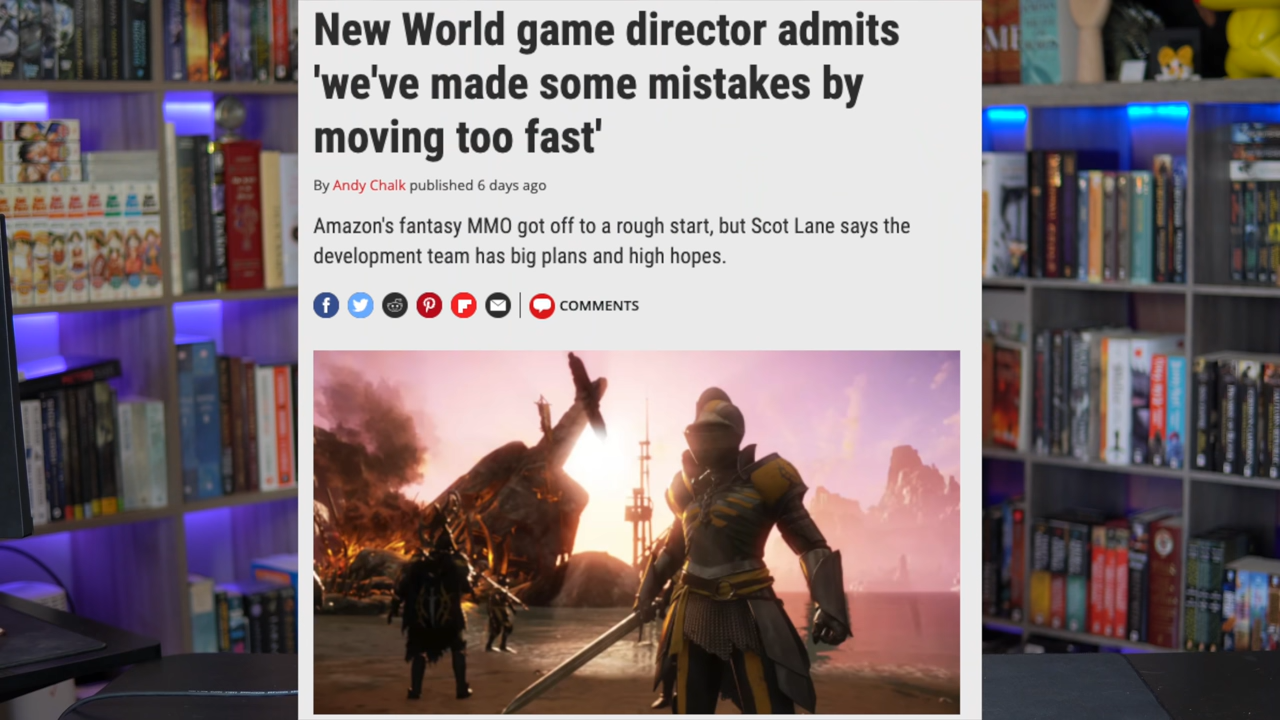 New World game director admits
'we've made some mistakes by
moving too fast'
By Andy Chalk published 6 days ago
Amazon's fantasy MMO got off to a rough start, but Scot Lane says the
development team has big plans and high hopes.
COMMENTS